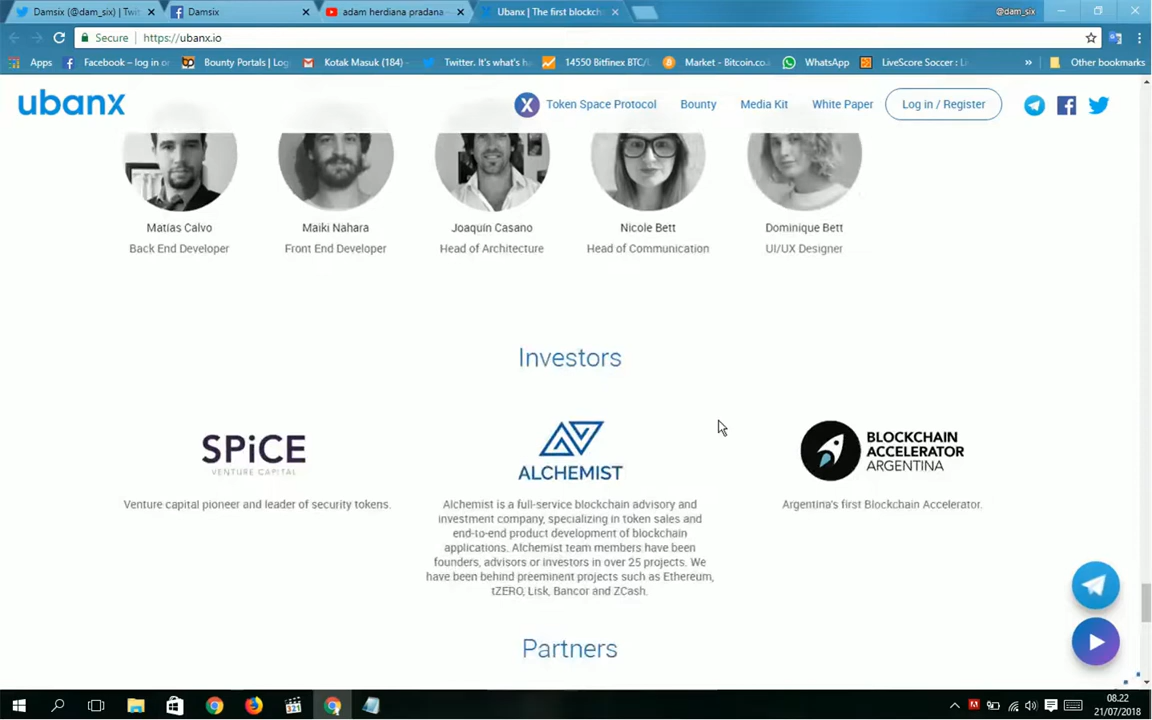 Damsix (@dam_six) | Twi
Damsix
adam herdiana pradana
Ubanx | The first blockch
@dam_six
Secure
https://ubanx.io
Apps
Facebook – log in or
Bounty Portals | Log
Kotak Masuk (184) –
Twitter. It's what's h
14550 Bitfinex BTC/
Market - Bitcoin.co
WhatsApp
LiveScore Soccer : Li
»
Other bookmarks
ubanx
X
Token Space Protocol
Bounty
Media Kit
White Paper
Log in / Register
Matías Calvo
Maiki Nahara
Joaquín Casano
Nicole Bett
Dominique Bett
Back End Developer
Front End Developer
Head of Architecture
Head of Communication
UI/UX Designer
Investors
SPiCE
VENTURE CAPITAL
ALCHEMIST
BLOCKCHAIN
ACCELERATOR
ARGENTINA
Venture capital pioneer and leader of security tokens.
Alchemist is a full-service blockchain advisory and
investment company, specializing in token sales and
end-to-end product development of blockchain
applications. Alchemist team members have been
founders, advisors or investors in over 25 projects. We
have been behind preeminent projects such as Ethereum,
tZERO, Lisk, Bancor and ZCash.
Argentina's first Blockchain Accelerator.
Partners
321
08.22
21/07/2018